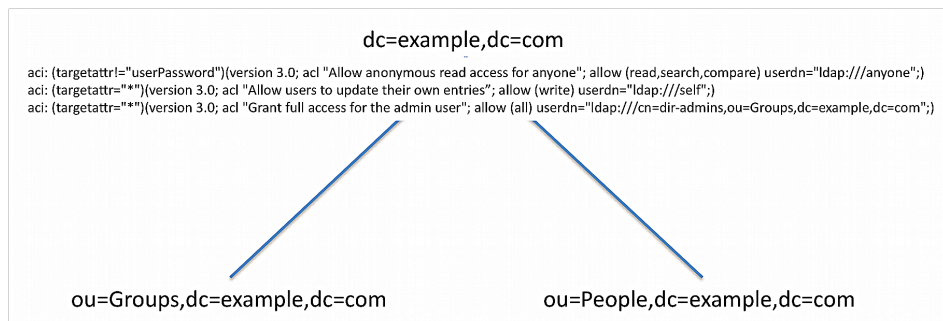 dc=example,dc=com
aci: (targetattr!="userPassword")(version 3.0; acl "Allow anonymous read access for anyone"; allow (read,search,compare) userdn="ldap:///anyone";)
aci: (targetattr="*")(version 3.0; acl "Allow users to update their own entries”; allow (write) userdn="ldap:///self";)
aci: (targetattr="*")(version 3.0; acl "Grant full access for the admin user"; allow (all) userdn="ldap:///cn=dir-admins,ou=Groups,dc=example,dc=com";)
ou=Groups,dc=example,dc=com
ou=People,dc=example,dc=com